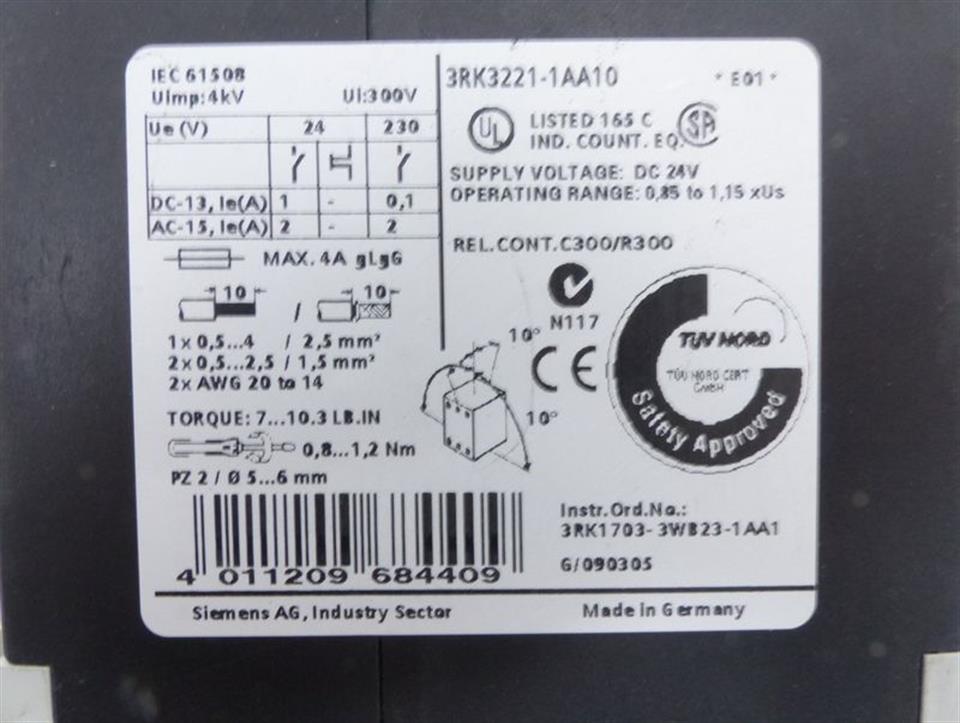 IEC 61508
Uimp:4kV Ui:300V
Ue (V) 24 230
DC-13, Ie(A) 1 - 0,1
AC-15, Ie(A) 2 - 2
MAX. 4A gLgG
10 / 10
1 x 0,5...4 / 2,5 mm²
2x 0,5...2,5 / 1,5 mm²
2x AWG 20 to 14
TORQUE: 7...10.3 LB.IN
0,8...1,2 Nm
PZ 2 / Ø 5...6 mm
4 011209 684409
3RK3221-1AA10 * E01 *
UL LISTED 165 C SA
IND. COUNT. EQ.
SUPPLY VOLTAGE: DC 24V
OPERATING RANGE: 0,85 to 1,15 xUs
REL.CONT.C300/R300
N117
10°
10°
CE
TÜV NORD
TÜV NORD CERT
GmbH
Safety Approved
Instr.Ord.No.:
3RK1703-3WB23-1AA1
G/090305
Siemens AG, Industry Sector Made in Germany